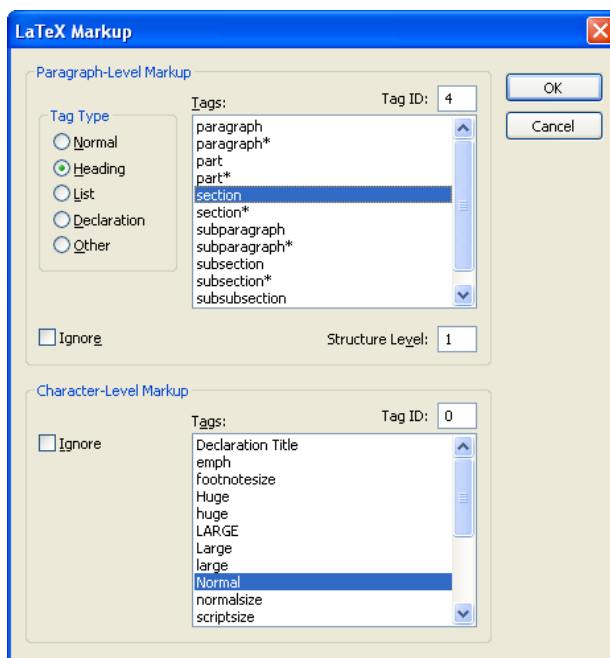 LaTeX Markup
Paragraph-Level Markup
OK
Cancel
Tag Type
Normal
Heading
List
Declaration
Other
Tags:
Tag ID: 4
paragraph
paragraph*
part
part*
section
section*
subparagraph
subparagraph*
subsection
subsection*
subsubsection
Ignore
Structure Level: 1
Character-Level Markup
Ignore
Tags:
Tag ID: 0
Declaration Title
emph
footnotesize
Huge
huge
LARGE
Large
large
Normal
normalsize
scriptsize